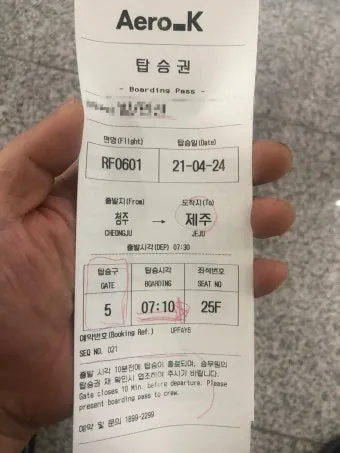 Aero_K
탑승권
- Boarding Pass -
편명(Flight) 탑승일(Date)
RF0601 21-04-24
출발지(From) 도착지(To)
청주 → 제주
CHEONGJU JEJU
출발시각(DEP) 07:30
탑승구 탑승시각 좌석번호
GATE BOARDING SEAT NO
5 07:10 25F
예약번호(Booking Ref.) UPFAYS
SEQ NO. 021
출발 시각 10분전에 탑승이 종료되며, 승무원의
탑승권 재 확인시 협조하여 주시기 바랍니다.
Gate closes 10 Min. before departure. Please
present boarding pass to crew.
예약 및 문의 1899-2299